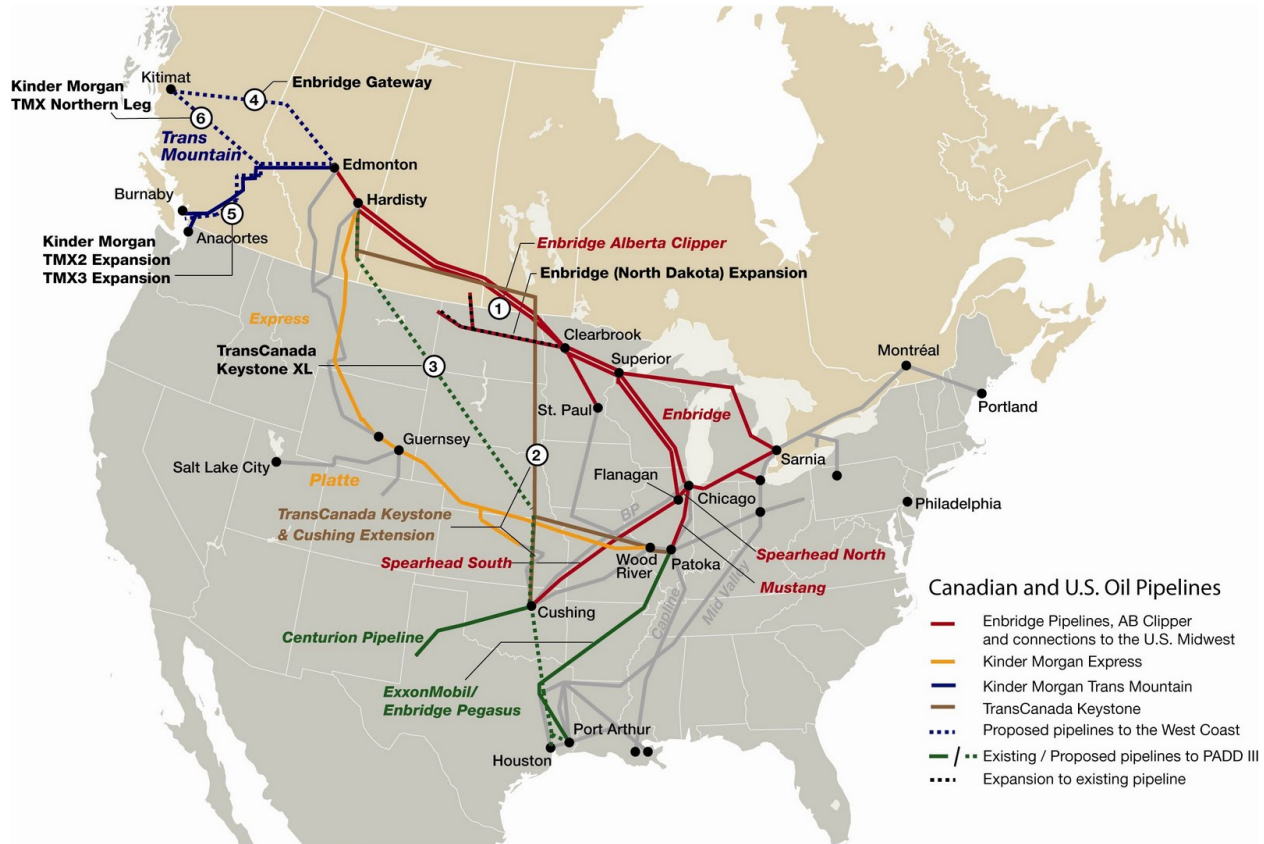 Kitimat
Kinder Morgan
TMX Northern Leg
4
Enbridge Gateway
6
Trans
Mountain
Edmonton
Burnaby
Hardisty
5
Anacortes
Kinder Morgan
TMX2 Expansion
TMX3 Expansion
Enbridge Alberta Clipper
Enbridge (North Dakota) Expansion
1
Express
Clearbrook
TransCanada
Keystone XL
3
Superior
Montréal
St. Paul
Enbridge
Portland
Guernsey
2
Salt Lake City
Sarnia
Platte
Flanagan
Chicago
Philadelphia
BP
TransCanada Keystone
& Cushing Extension
Spearhead South
Wood
River
Patoka
Spearhead North
Mustang
Capline
Mid Valley
Cushing
Centurion Pipeline
ExxonMobil/
Enbridge Pegasus
Port Arthur
Houston
Canadian and U.S. Oil Pipelines
Enbridge Pipelines, AB Clipper
and connections to the U.S. Midwest
Kinder Morgan Express
Kinder Morgan Trans Mountain
TransCanada Keystone
Proposed pipelines to the West Coast
/ Existing / Proposed pipelines to PADD III
Expansion to existing pipeline